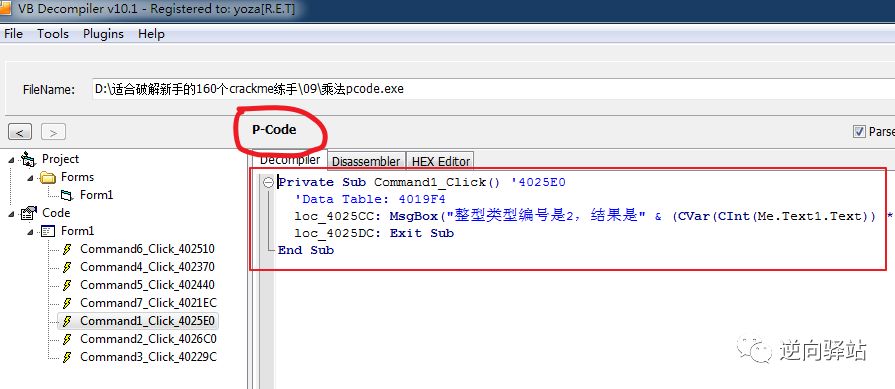 VB Decompiler v10.1 - Registered to: yoza[R.E.T]
File Tools Plugins Help
FileName: D:\适合破解新手的160个crackme练手\09\乘法pcode.exe
< > P-Code Parse
Project
Forms
Form1
Code
Form1
Command6_Click_402510
Command4_Click_402370
Command5_Click_402440
Command7_Click_4021EC
Command1_Click_4025E0
Command2_Click_4026C0
Command3_Click_40229C
Decompiler Disassembler HEX Editor
Private Sub Command1_Click() '4025E0
'Data Table: 4019F4
loc_4025CC: MsgBox("整型类型编号是2，结果是" & (CVar(CInt(Me.Text1.Text)) *
loc_4025DC: Exit Sub
End Sub
逆向驿站